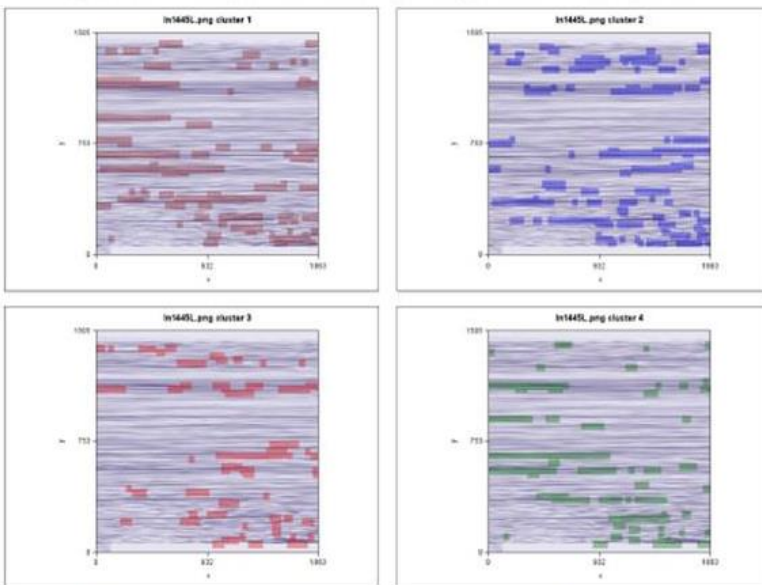 ln1445L.png cluster 1
ln1445L.png cluster 2
1505
y
753
0
0
932
1863
x
1505
y
753
0
0
932
1863
x
ln1445L.png cluster 3
ln1445L.png cluster 4
1505
y
753
0
0
932
1863
x
1505
y
753
0
0
932
1863
x